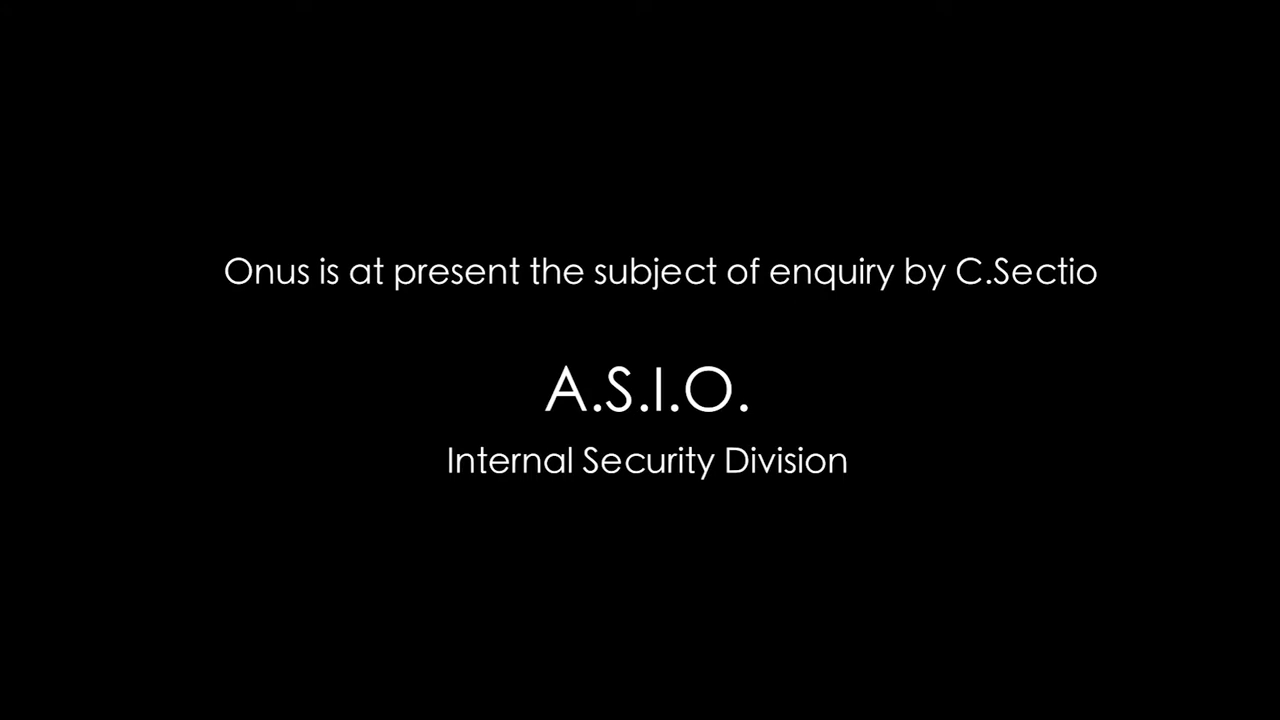 Onus is at present the subject of enquiry by C.Sectio
A.S.I.O.
Internal Security Division